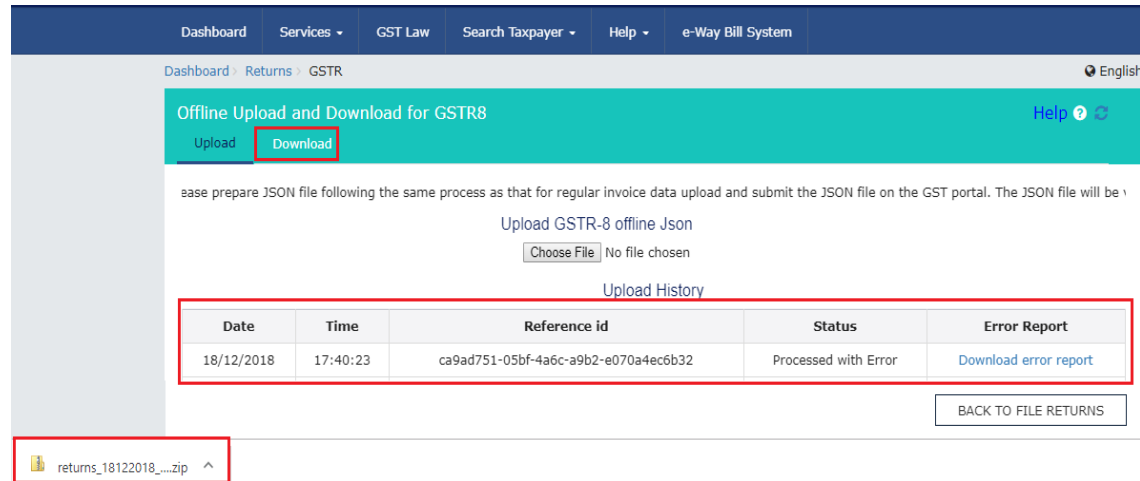 Dashboard Services GST Law Search Taxpayer Help e-Way Bill System
Dashboard > Returns > GSTR English
Offline Upload and Download for GSTR8 Help ?
Upload Download
ease prepare JSON file following the same process as that for regular invoice data upload and submit the JSON file on the GST portal. The JSON file will be
Upload GSTR-8 offline Json
Choose File No file chosen
Upload History
Date Time Reference id Status Error Report
18/12/2018 17:40:23 ca9ad751-05bf-4a6c-a9b2-e070a4ec6b32 Processed with Error Download error report
BACK TO FILE RETURNS
returns_18122018_....zip